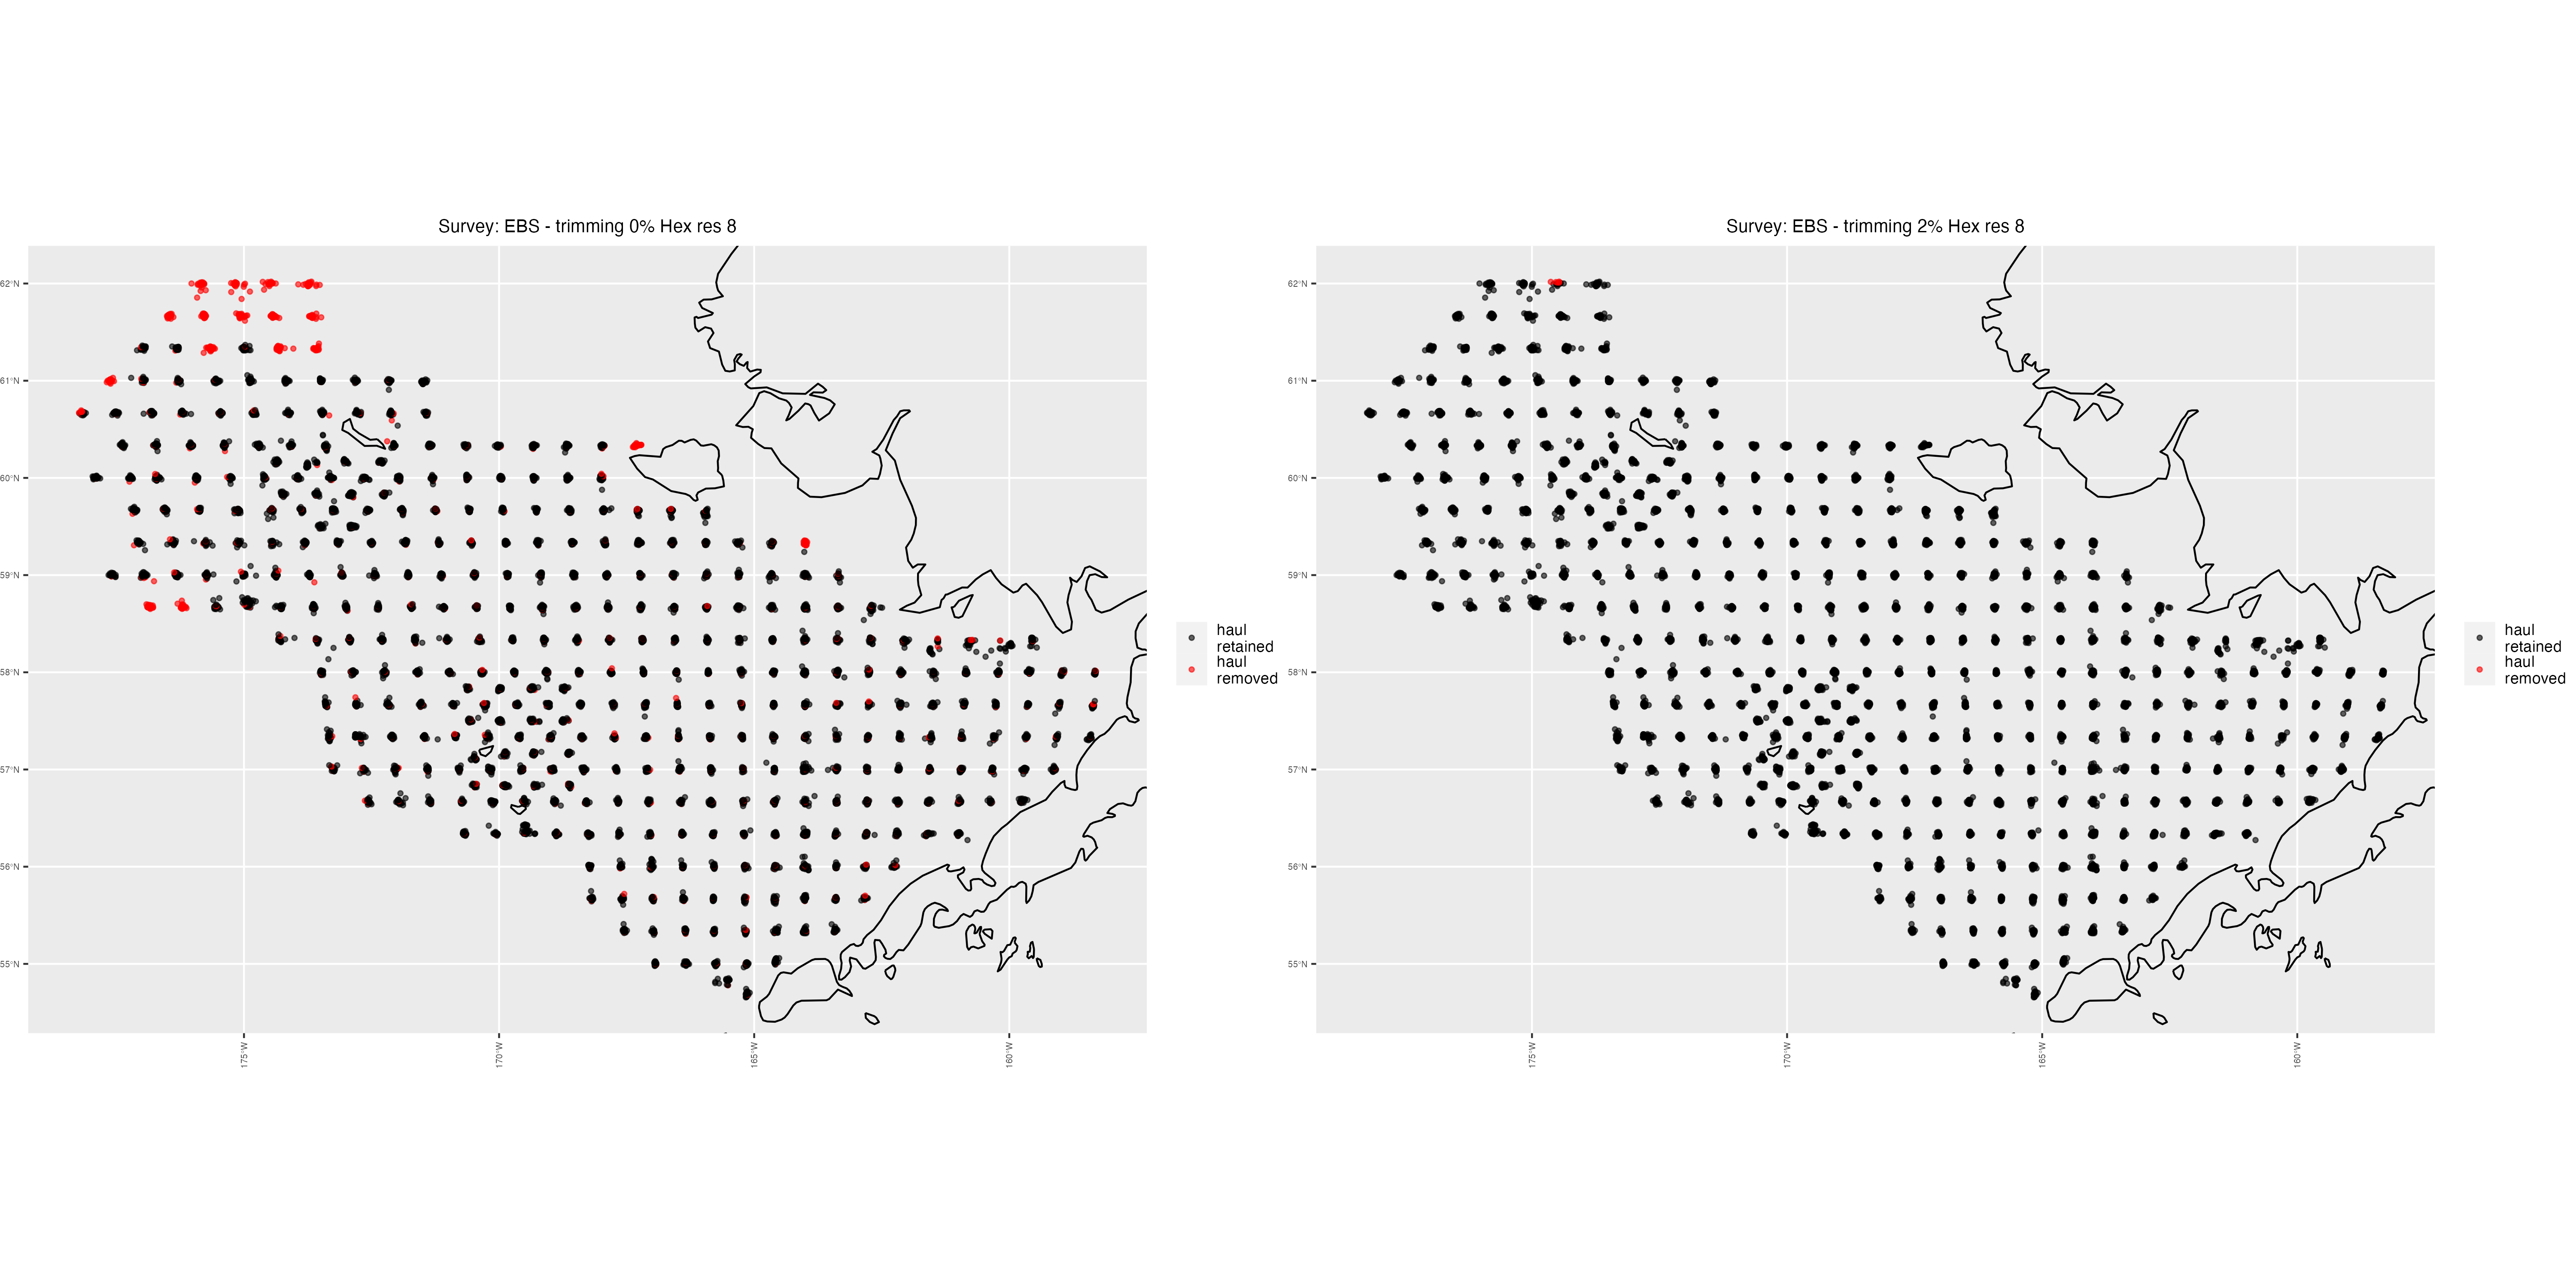 Survey: EBS - trimming 0% Hex res 8
62°N
61°N
60°N
59°N
58°N
57°N
56°N
55°N
175°W
170°W
165°W
160°W
haul
retained
haul
removed
Survey: EBS - trimming 2% Hex res 8
62°N
61°N
60°N
59°N
58°N
57°N
56°N
55°N
175°W
170°W
165°W
160°W
haul
retained
haul
removed